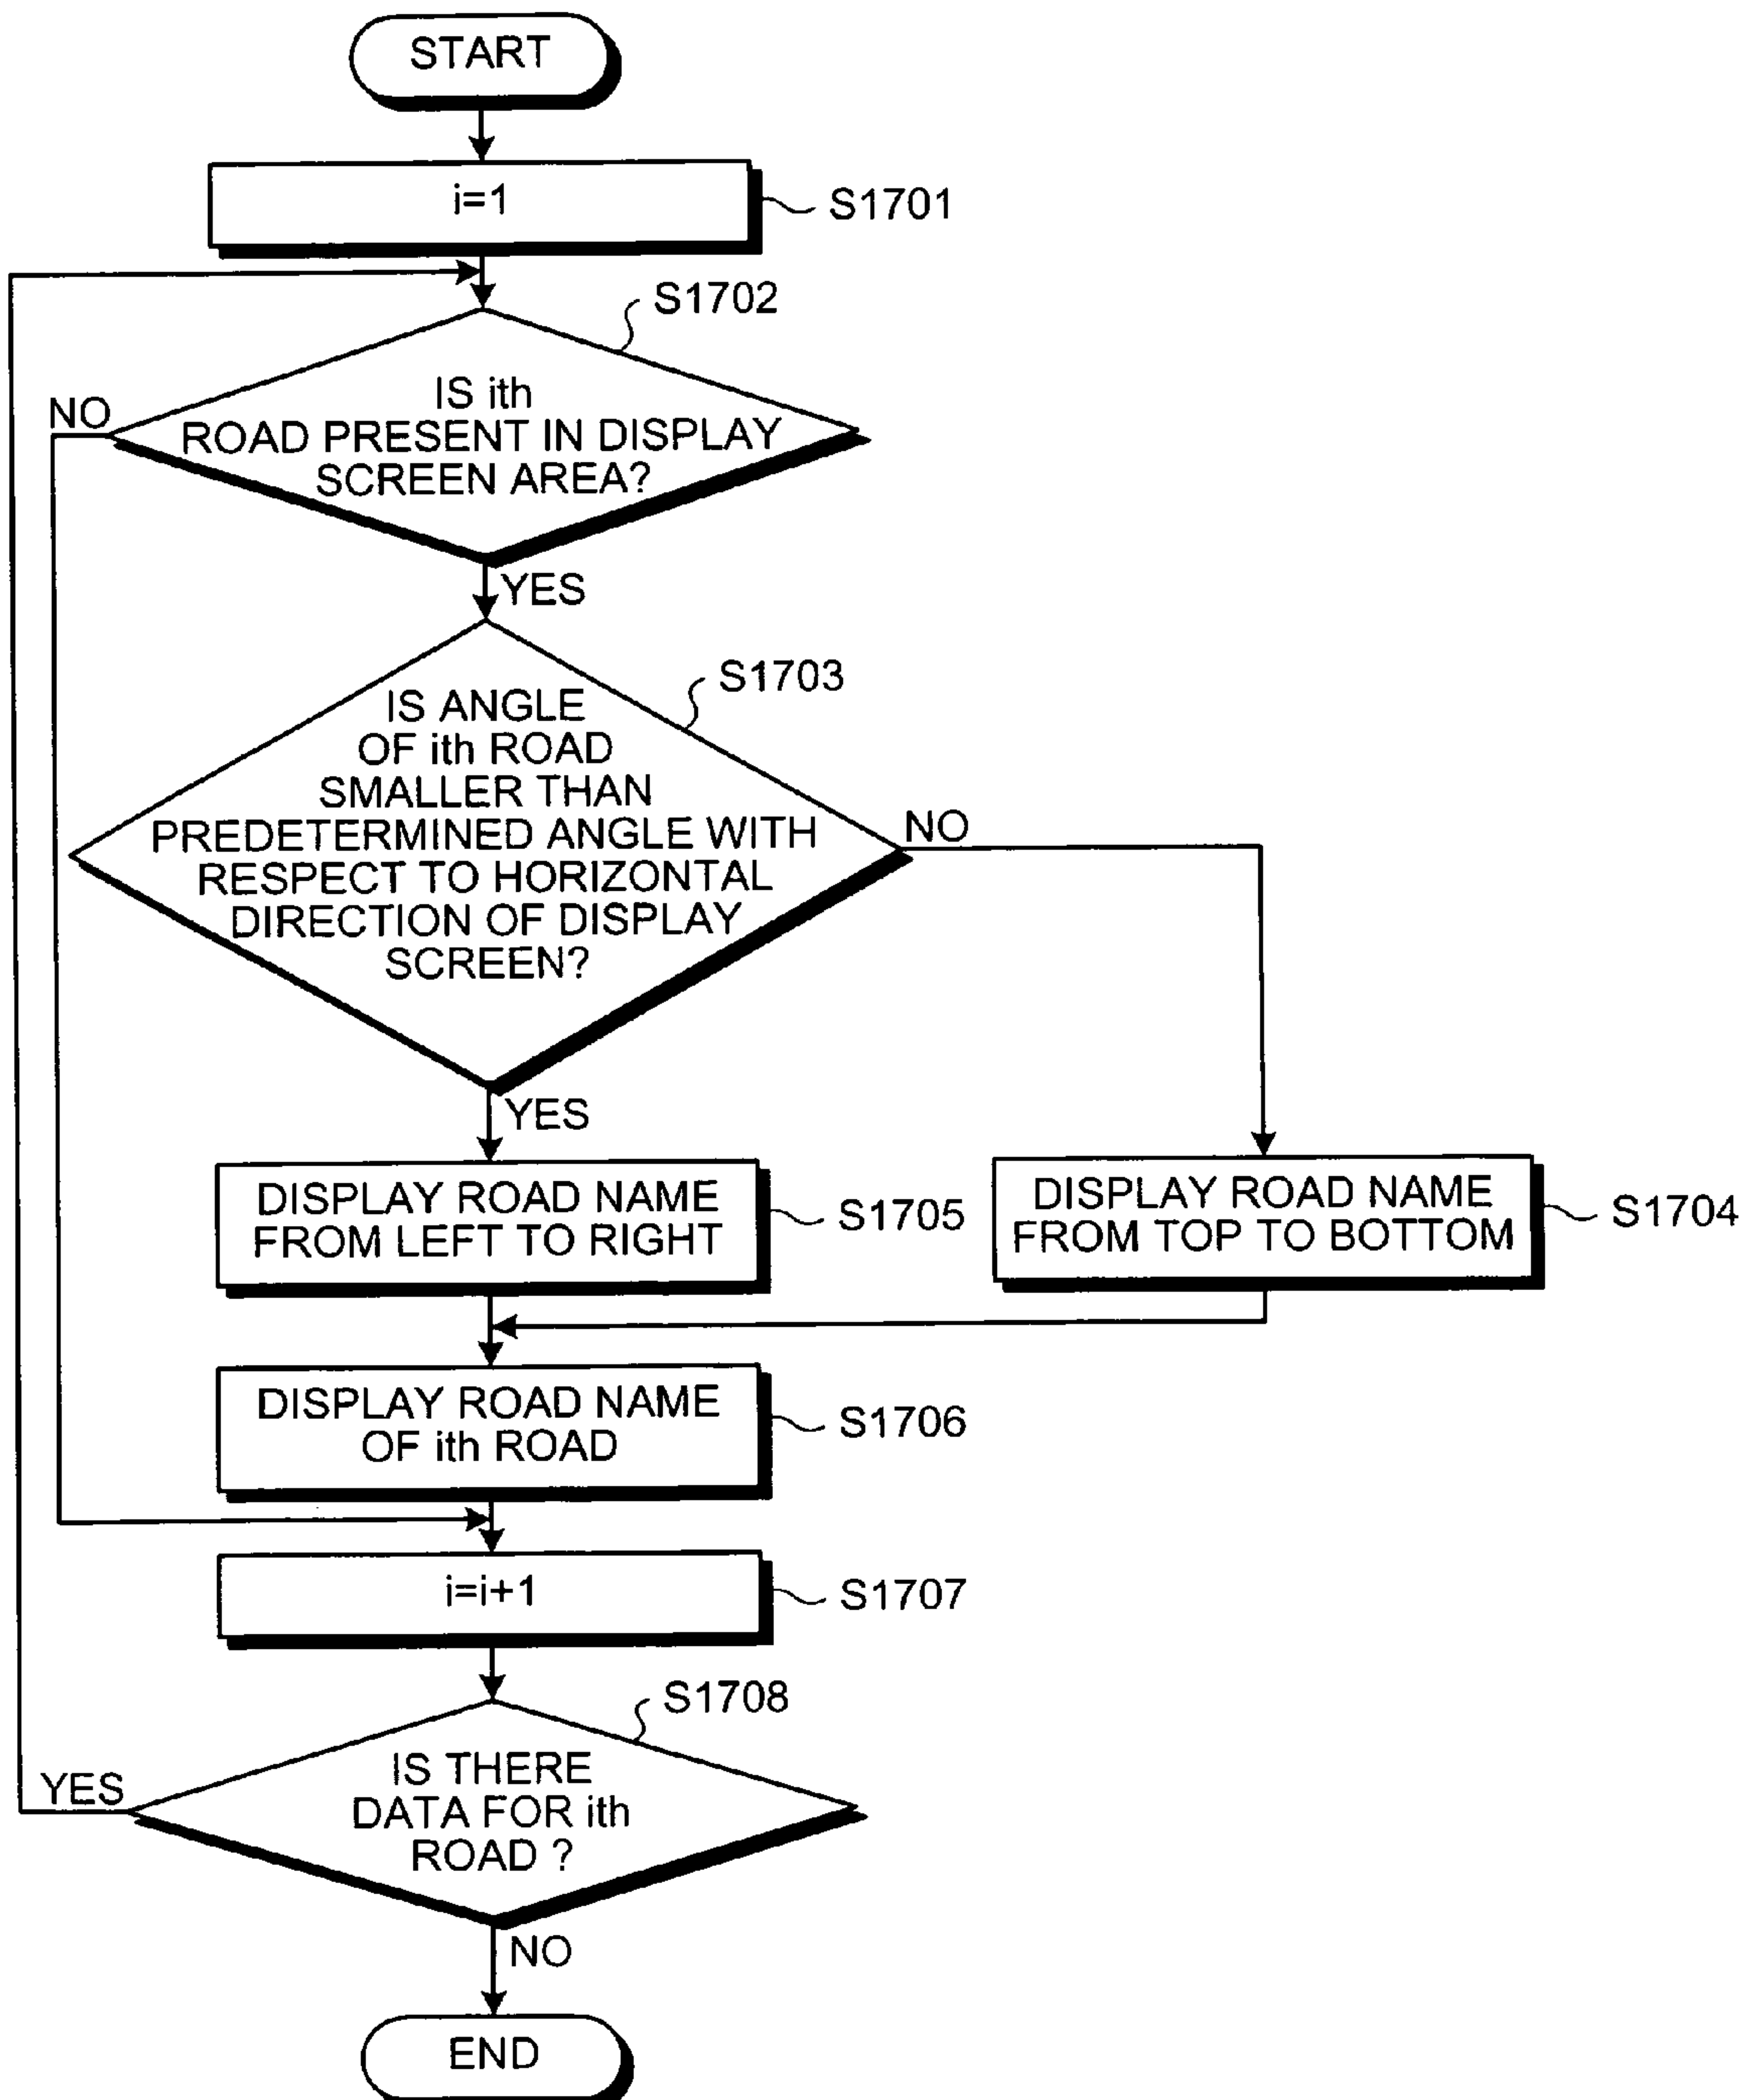 START
i=1
S1701
S1702
NO
IS ith
ROAD PRESENT IN DISPLAY
SCREEN AREA?
YES
S1703
IS ANGLE
OF ith ROAD
SMALLER THAN
PREDETERMINED ANGLE WITH
RESPECT TO HORIZONTAL
DIRECTION OF DISPLAY
SCREEN?
NO
YES
DISPLAY ROAD NAME
FROM LEFT TO RIGHT
S1705
DISPLAY ROAD NAME
FROM TOP TO BOTTOM
S1704
DISPLAY ROAD NAME
OF ith ROAD
S1706
i=i+1
S1707
S1708
YES
IS THERE
DATA FOR ith
ROAD ?
NO
END